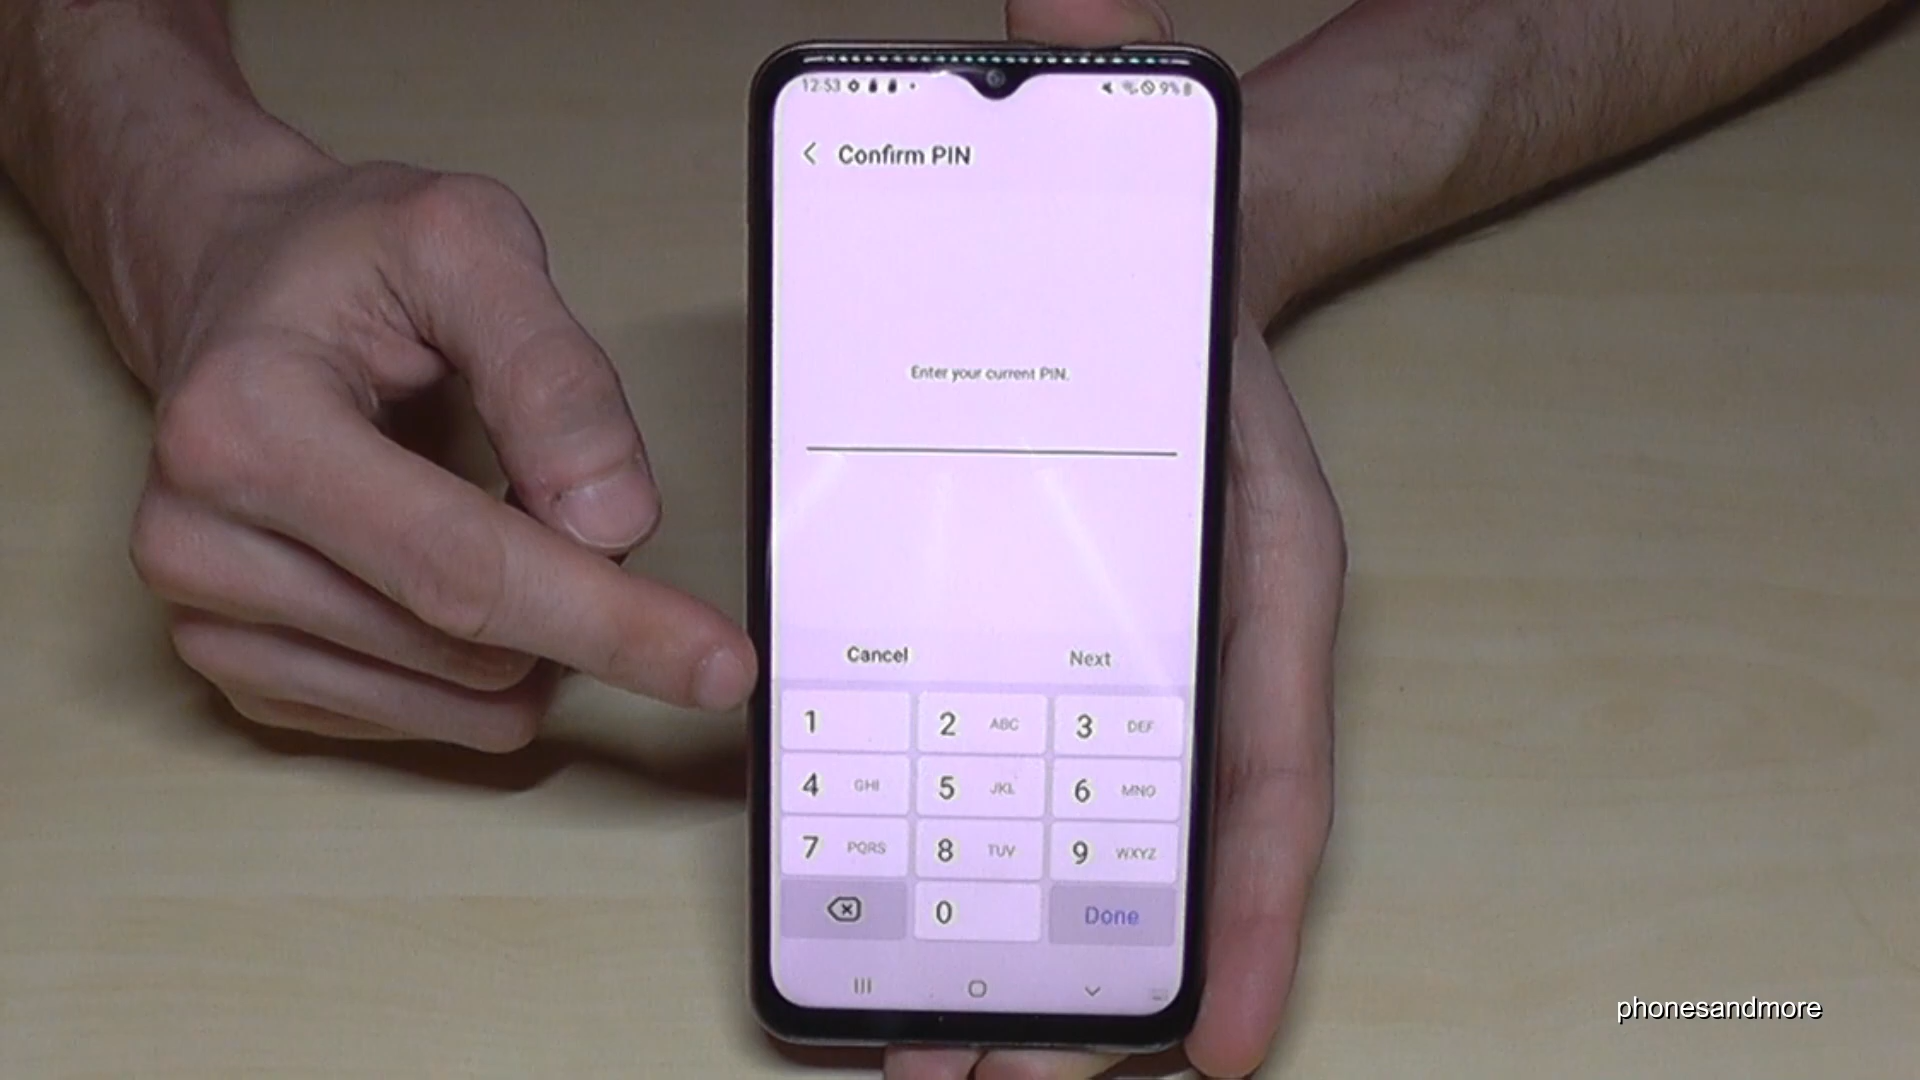 12:53 9%
Confirm PIN
Enter your current PIN.
Cancel Next
1 2 ABC 3 DEF
4 GHI 5 JKL 6 MNO
7 PQRS 8 TUV 9 WXYZ
0 Done
phonesandmore